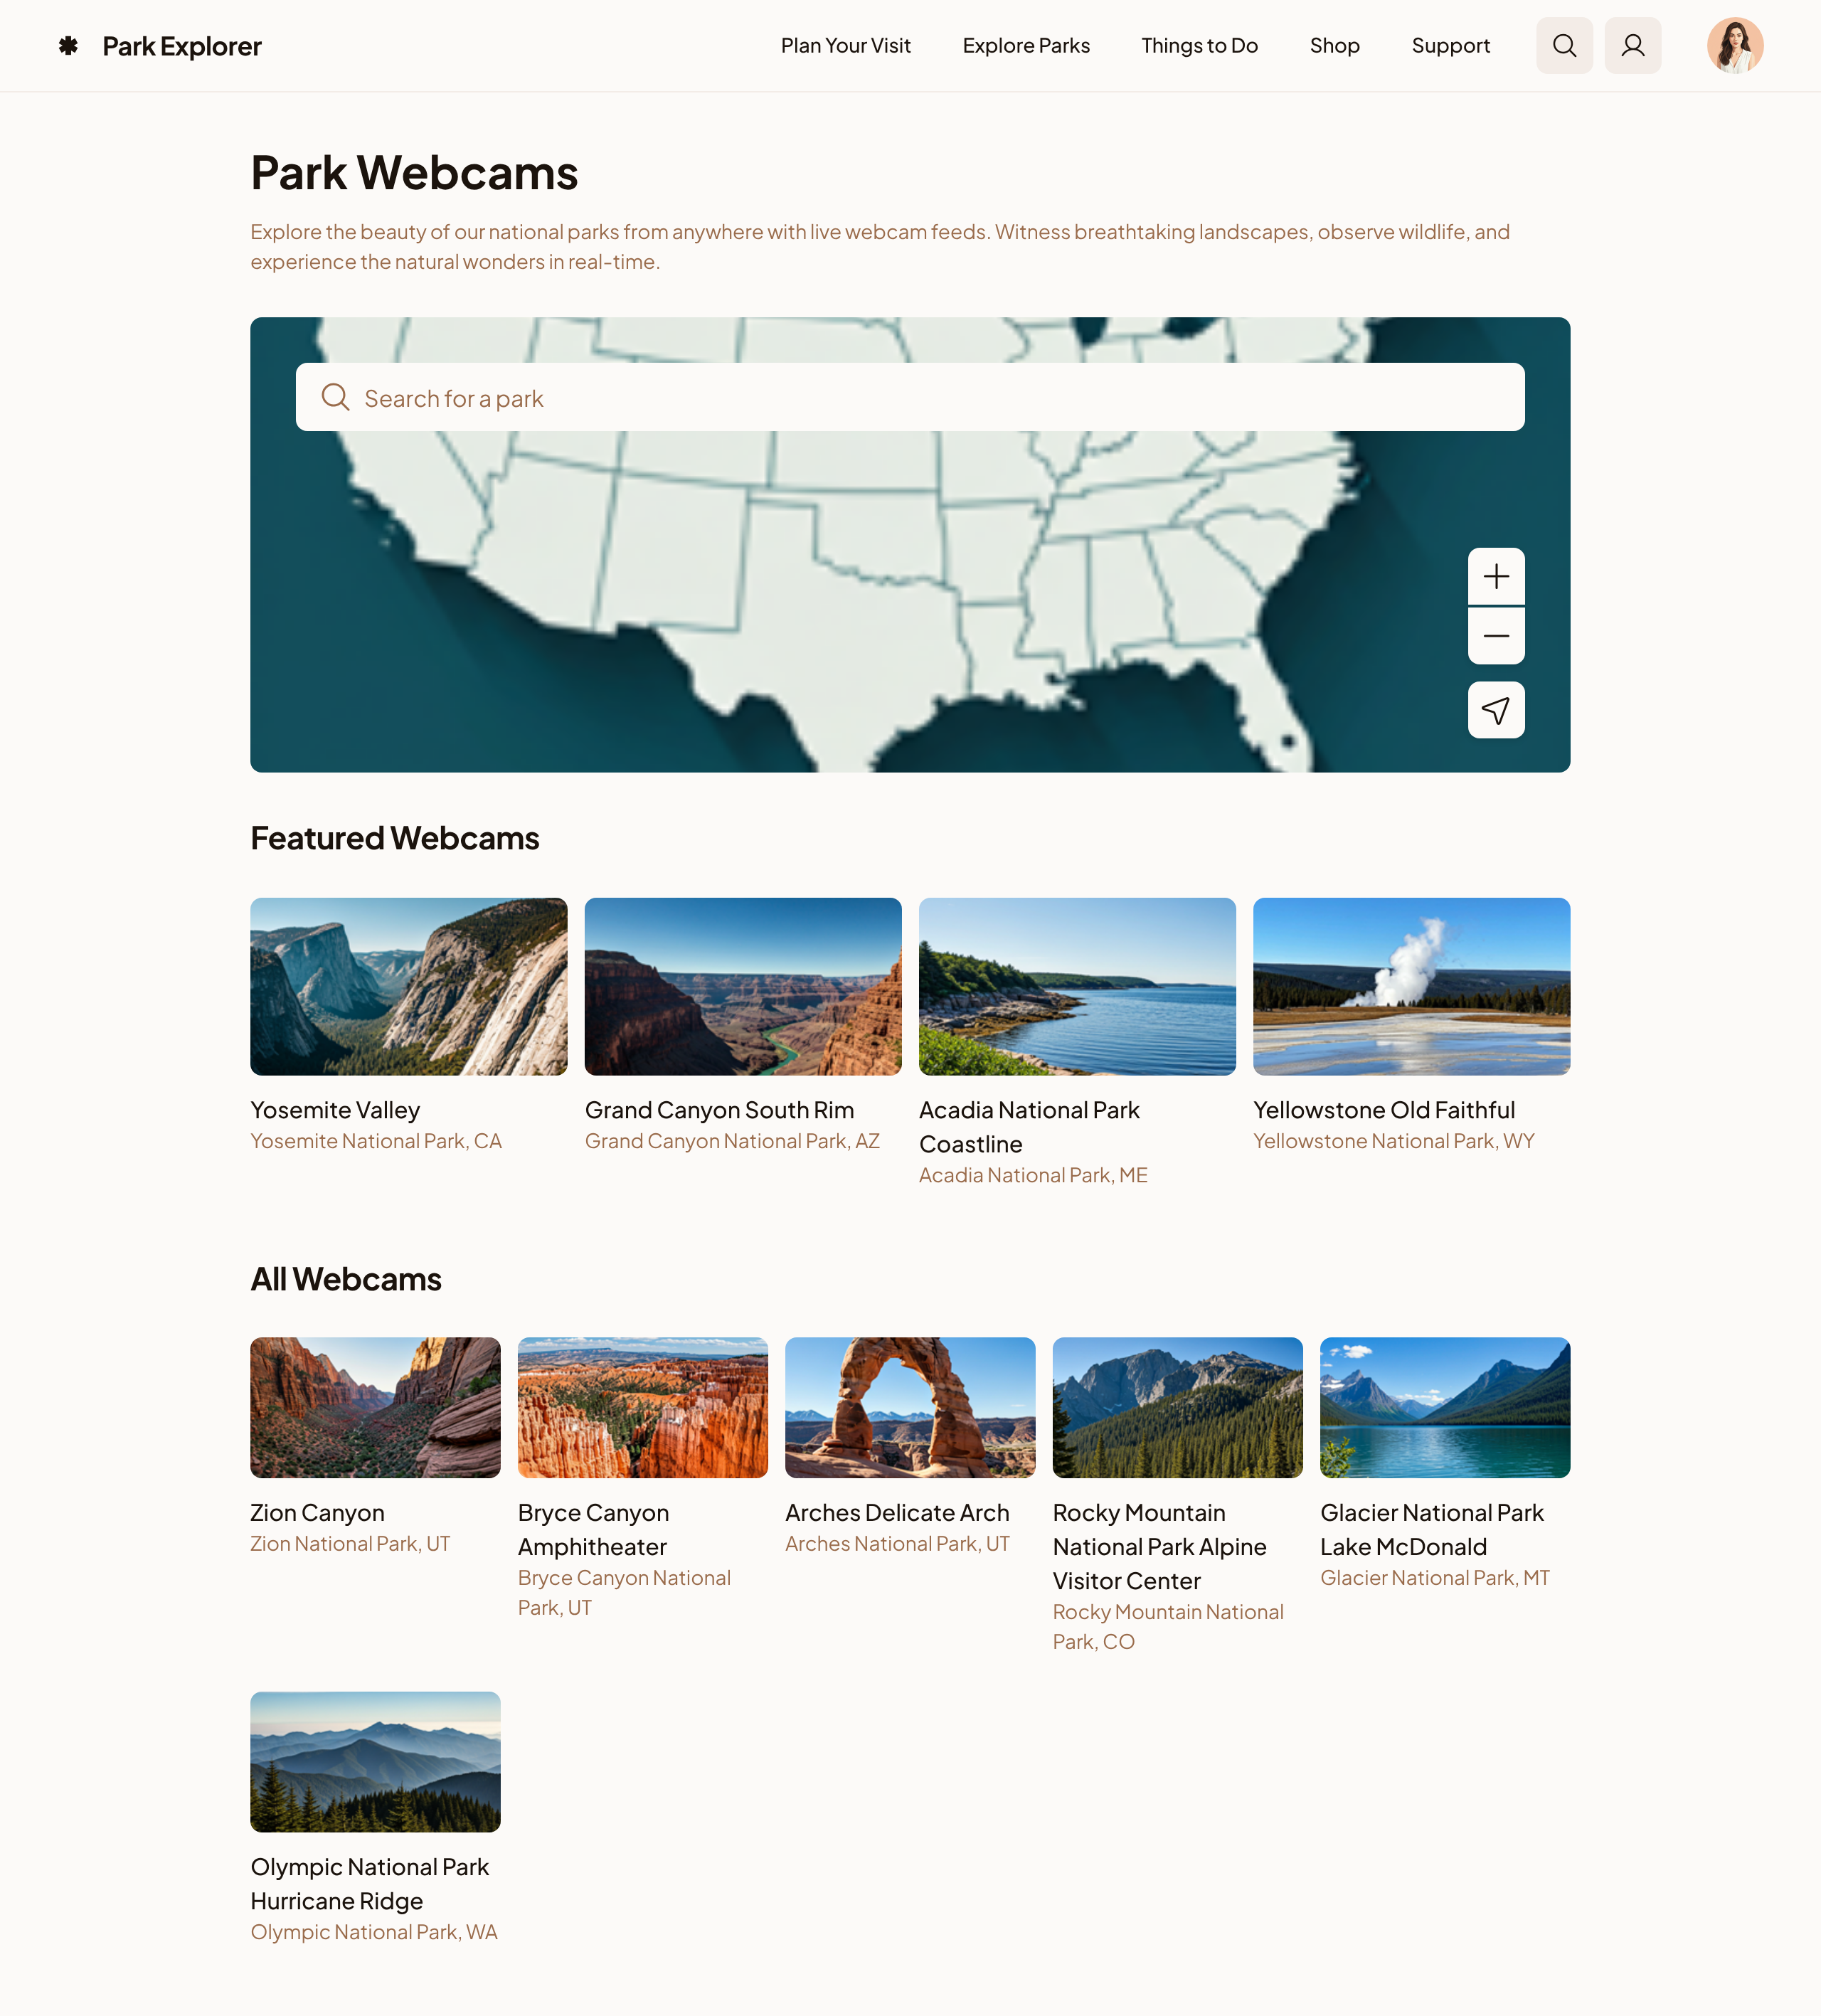 Park Explorer
Plan Your Visit
Explore Parks
Things to Do
Shop
Support
Park Webcams
Explore the beauty of our national parks from anywhere with live webcam feeds. Witness breathtaking landscapes, observe wildlife, and
experience the natural wonders in real-time.
Search for a park
Featured Webcams
Yosemite Valley
Yosemite National Park, CA
Grand Canyon South Rim
Grand Canyon National Park, AZ
Acadia National Park
Coastline
Acadia National Park, ME
Yellowstone Old Faithful
Yellowstone National Park, WY
All Webcams
Zion Canyon
Zion National Park, UT
Bryce Canyon
Amphitheater
Bryce Canyon National
Park, UT
Arches Delicate Arch
Arches National Park, UT
Rocky Mountain
National Park Alpine
Visitor Center
Rocky Mountain National
Park, CO
Glacier National Park
Lake McDonald
Glacier National Park, MT
Olympic National Park
Hurricane Ridge
Olympic National Park, WA